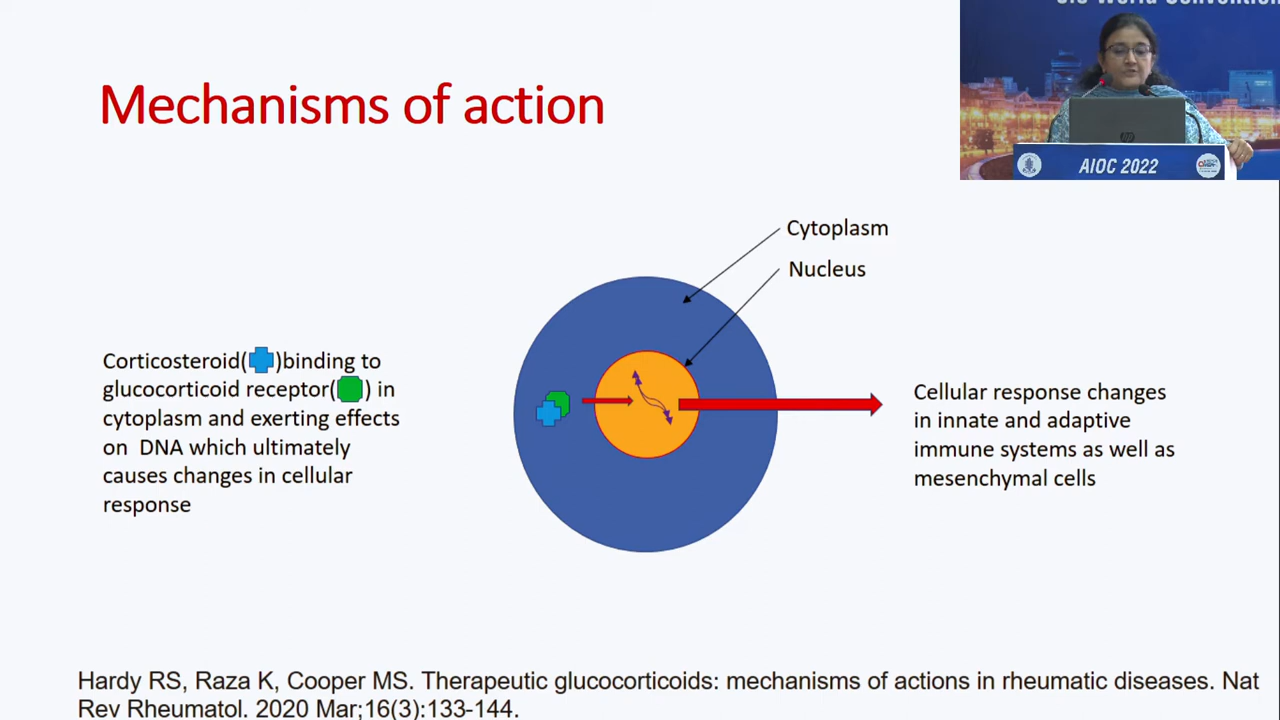 Mechanisms of action
AIOC 2022
Cytoplasm
Nucleus
Corticosteroid( )binding to
glucocorticoid receptor( ) in
cytoplasm and exerting effects
on DNA which ultimately
causes changes in cellular
response
Cellular response changes
in innate and adaptive
immune systems as well as
mesenchymal cells
Hardy RS, Raza K, Cooper MS. Therapeutic glucocorticoids: mechanisms of actions in rheumatic diseases. Nat
Rev Rheumatol. 2020 Mar;16(3):133-144.